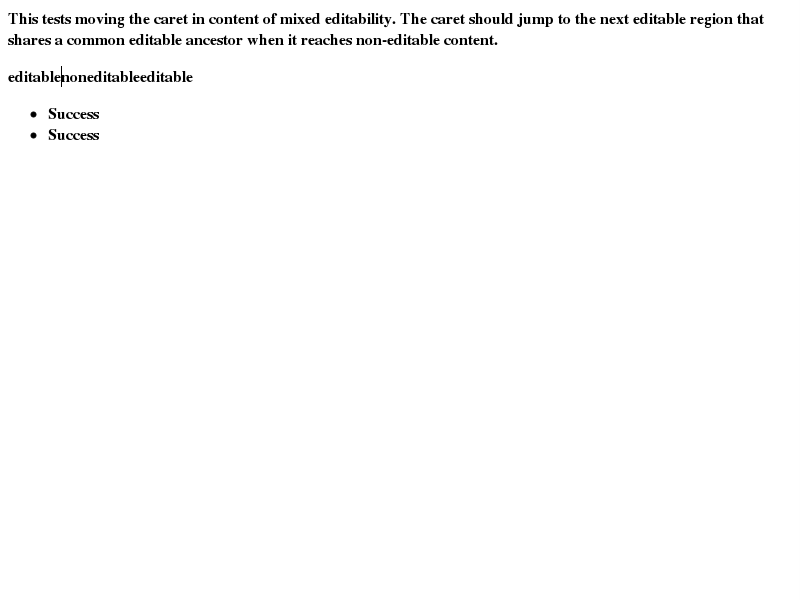 This tests moving the caret in content of mixed editability. The caret should jump to the next editable region that
shares a common editable ancestor when it reaches non-editable content.
editablenoneditableeditable
• Success
• Success